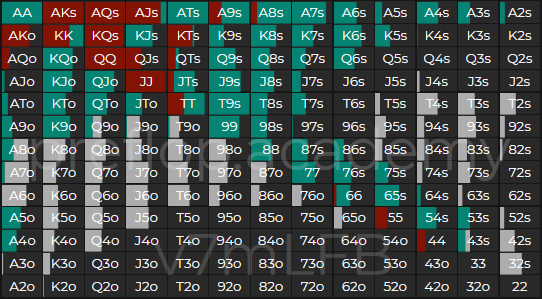 AA AKs AQs AJs ATs A9s A8s A7s A6s A5s A4s A3s A2s
AKo KK KQs KJs KTs K9s K8s K7s K6s K5s K4s K3s K2s
AQo KQo QQ QJs QTs Q9s Q8s Q7s Q6s Q5s Q4s Q3s Q2s
AJo KJo QJo JJ JTs J9s J8s J7s J6s J5s J4s J3s J2s
ATo KTo QTo JTo TT T9s T8s T7s T6s T5s T4s T3s T2s
A9o K9o Q9o J9o T9o 99 98s 97s 96s 95s 94s 93s 92s
A8o K8o Q8o J8o T8o 98o 88 87s 86s 85s 84s 83s 82s
preflop.academy
A7o K7o Q7o J7o T7o 97o 87o 77 76s 75s 74s 73s 72s
A6o K6o Q6o J6o T6o 96o 86o 76o 66 65s 64s 63s 62s
A5o K5o Q5o J5o T5o 95o 85o 75o 65o 55 54s 53s 52s
A4o K4o Q4o J4o T4o 94o 84o 74o 64o 54o 44 43s 42s
v7mLFB
A3o K3o Q3o J3o T3o 93o 83o 73o 63o 53o 43o 33 32s
A2o K2o Q2o J2o T2o 92o 82o 72o 62o 52o 42o 32o 22